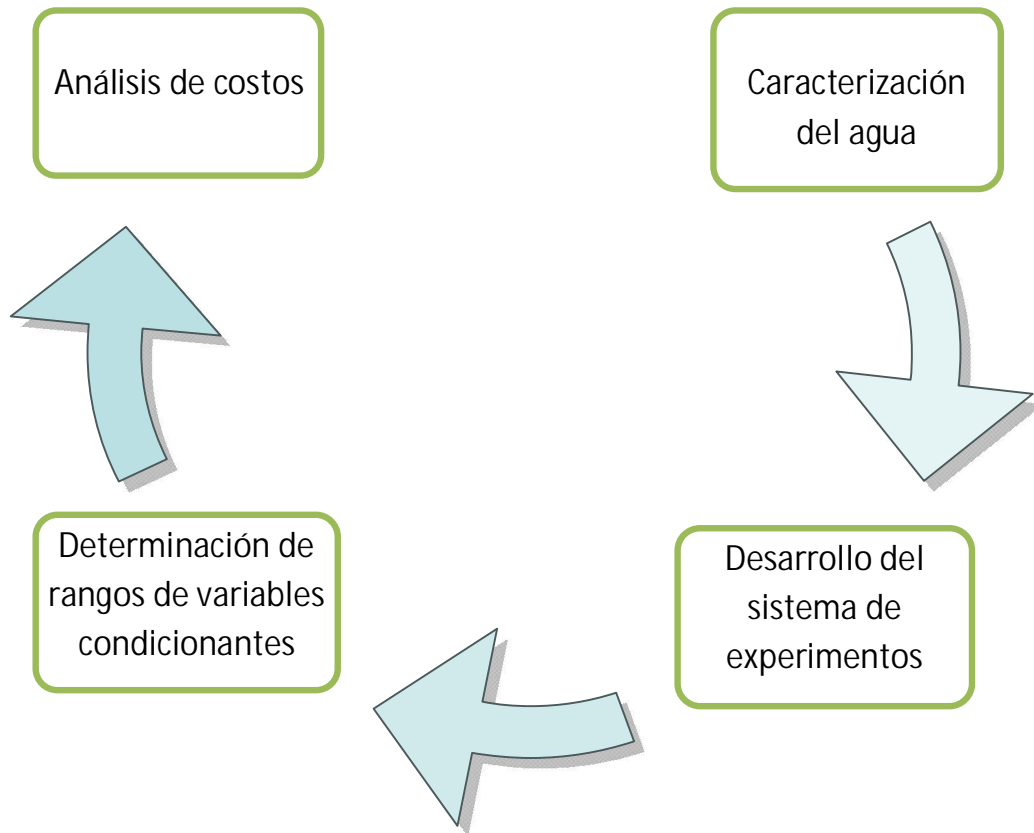 Análisis de costos
Caracterización
del agua
Determinación de
rangos de variables
condicionantes
Desarrollo del
sistema de
experimentos